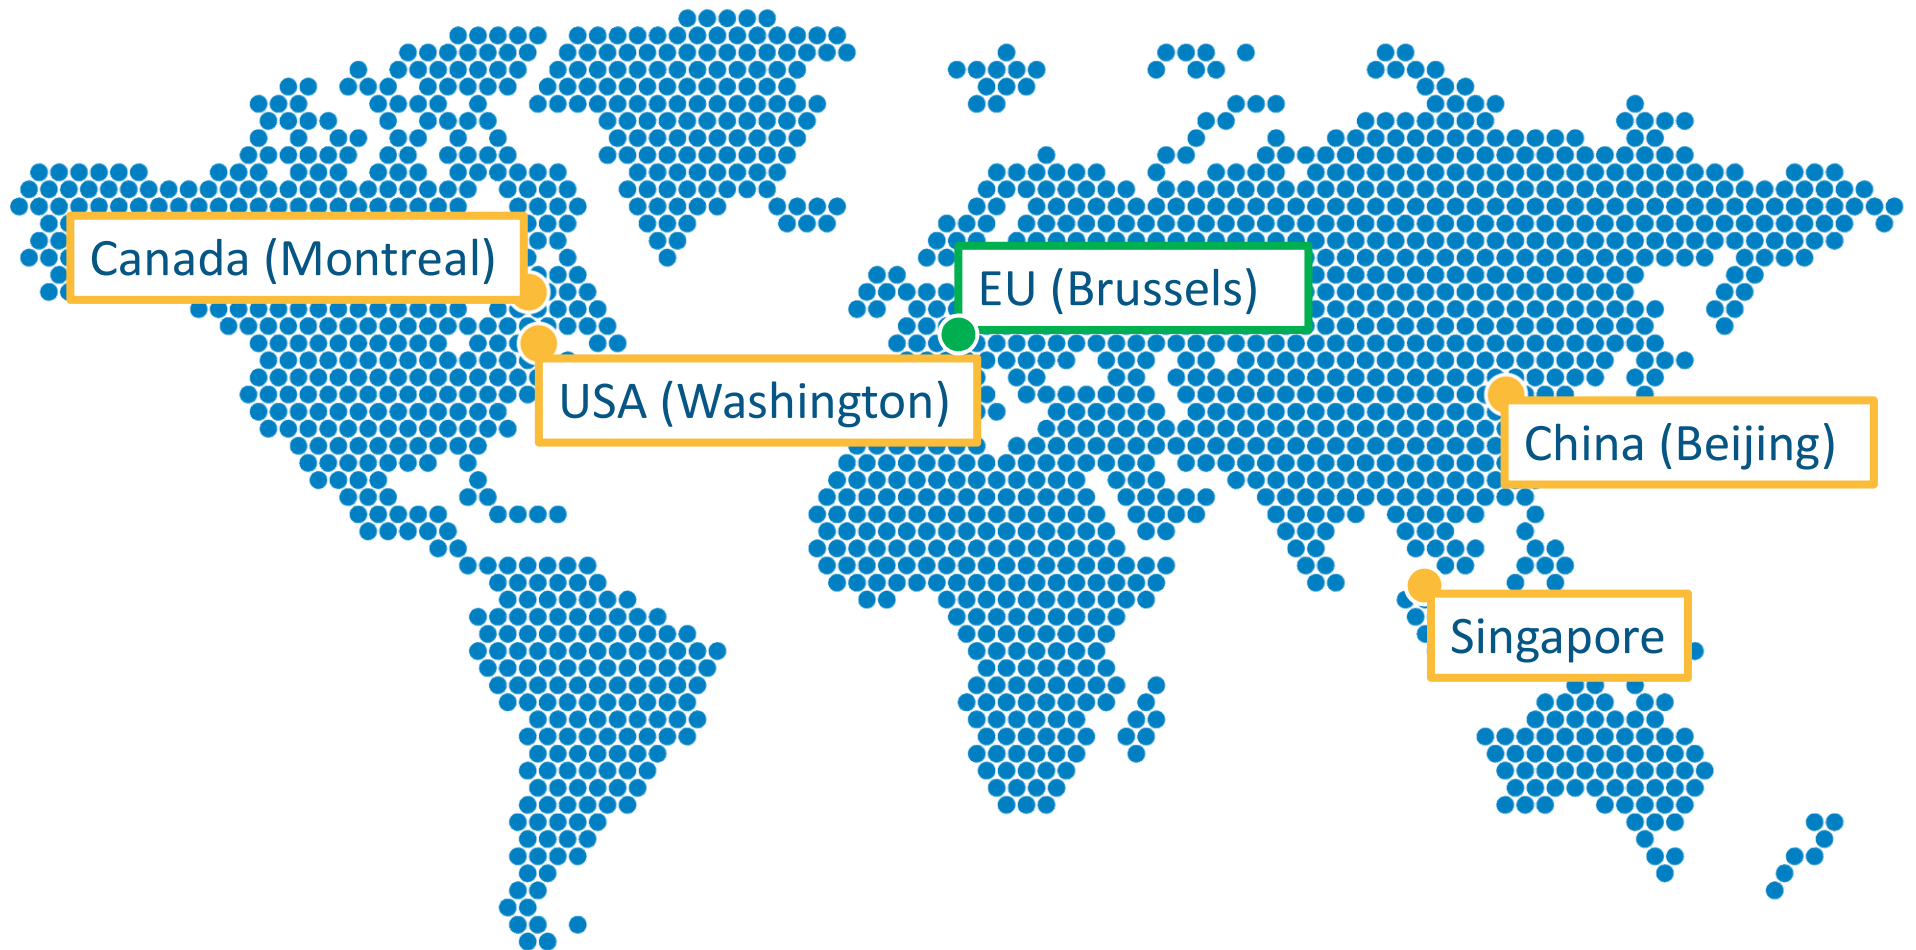 Canada (Montreal)
EU (Brussels)
USA (Washington)
China (Beijing)
Singapore